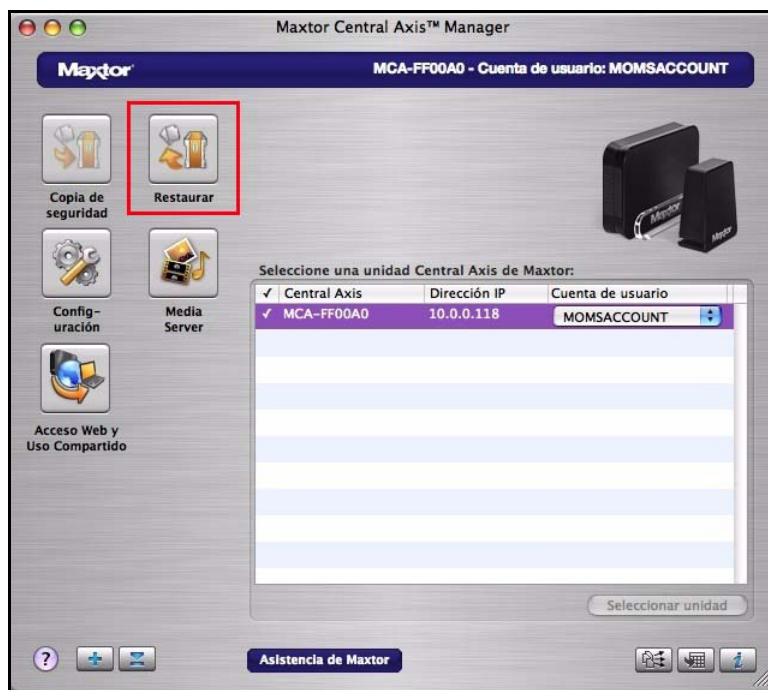 Maxtor Central Axis™ Manager
Maxtor
MCA-FF00A0 - Cuenta de usuario: MOMSACCOUNT
Copia de
seguridad
Restaurar
Config-
uración
Media
Server
Acceso Web y
Uso Compartido
Maxtor
Maxtor
Seleccione una unidad Central Axis de Maxtor:
✓ Central Axis Dirección IP Cuenta de usuario
✓ MCA-FF00A0 10.0.0.118 MOMSACCOUNT
Seleccionar unidad
?
Asistencia de Maxtor
i